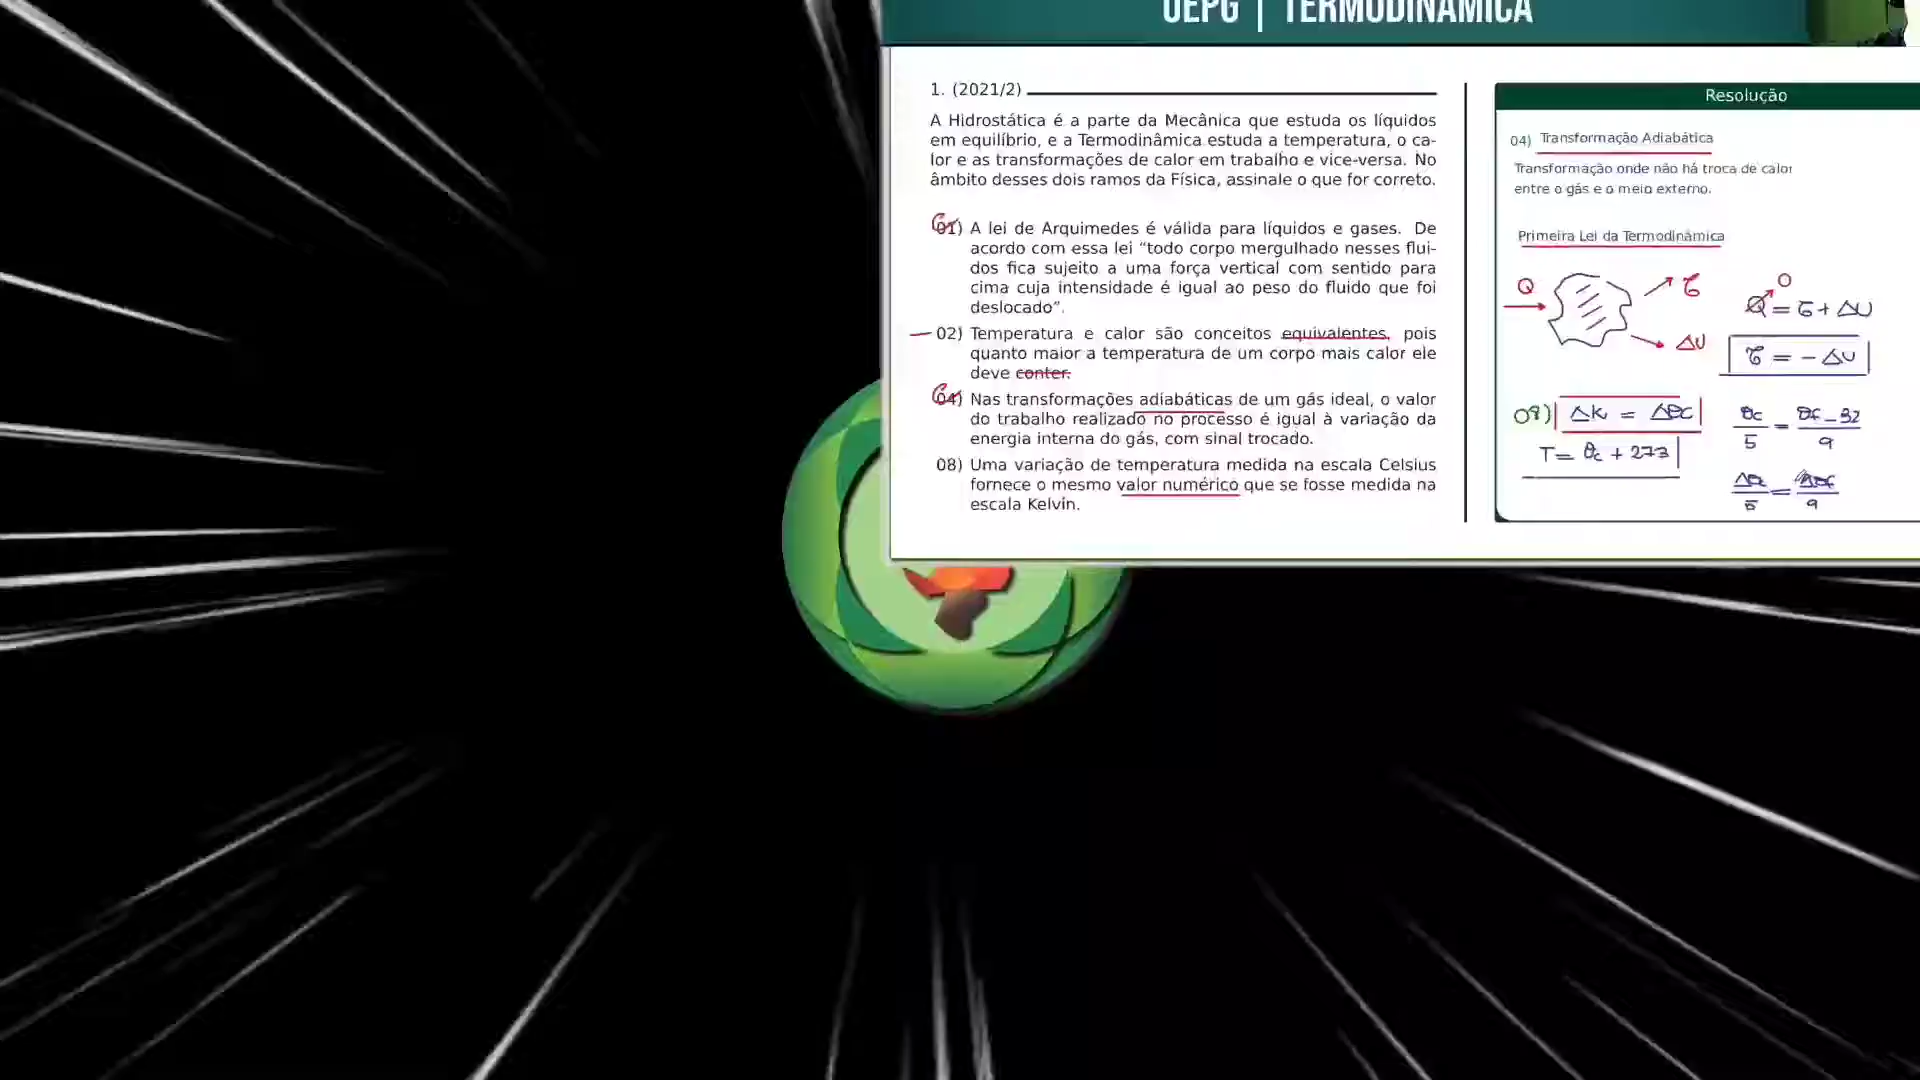 UEPG | TERMODINÂMICA
1. (2021/2)
A Hidrostática é a parte da Mecânica que estuda os líquidos
em equilíbrio, e a Termodinâmica estuda a temperatura, o ca-
lor e as transformações de calor em trabalho e vice-versa. No
âmbito desses dois ramos da Física, assinale o que for correto.
01) A lei de Arquimedes é válida para líquidos e gases. De
acordo com essa lei “todo corpo mergulhado nesses flui-
dos fica sujeito a uma força vertical com sentido para
cima cuja intensidade é igual ao peso do fluido que foi
deslocado”.
02) Temperatura e calor são conceitos equivalentes, pois
quanto maior a temperatura de um corpo mais calor ele
deve conter.
04) Nas transformações adiabáticas de um gás ideal, o valor
do trabalho realizado no processo é igual à variação da
energia interna do gás, com sinal trocado.
08) Uma variação de temperatura medida na escala Celsius
fornece o mesmo valor numérico que se fosse medida na
escala Kelvin.
Resolução
04) Transformação Adiabática
Transformação onde não há troca de calor
entre o gás e o meio externo.
Primeira Lei da Termodinâmica
Q
τ
ΔU
0
Q = τ + ΔU
τ = - ΔU
08) ΔK = Δθc
T = θc + 273
θc/5 = θf - 32/9
Δθc/5 = Δθf/9